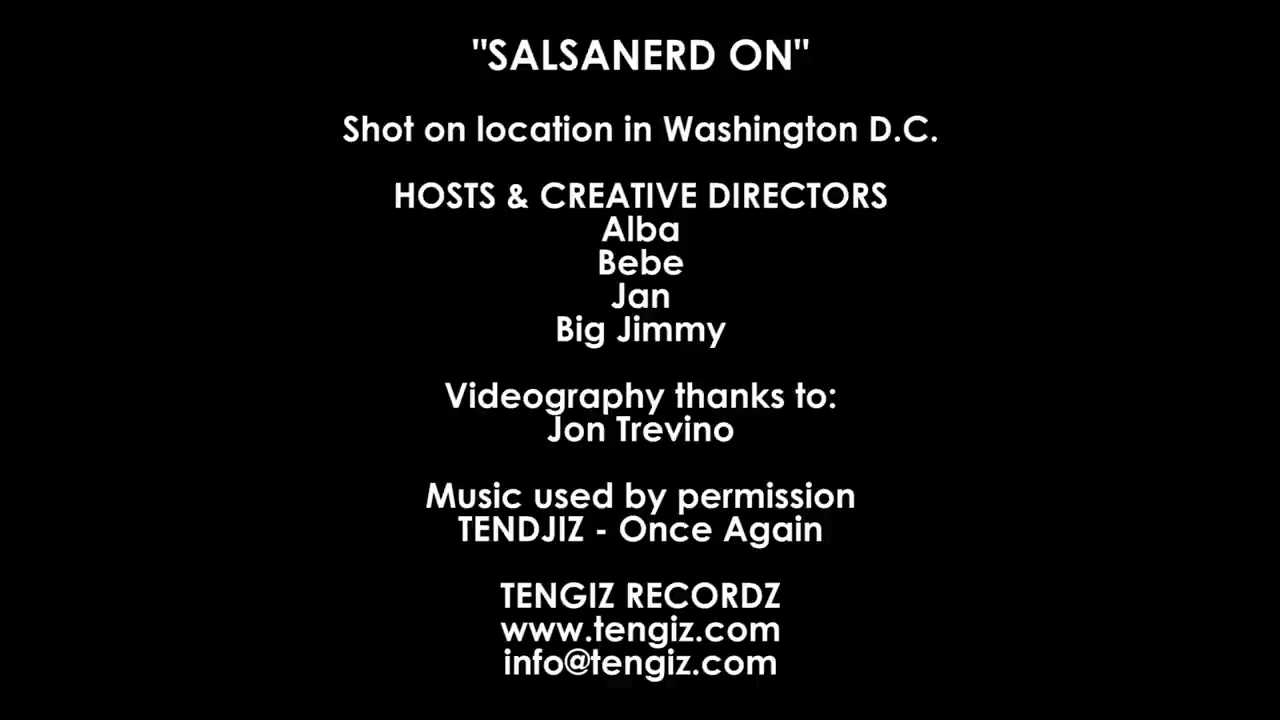 "SALSANERD ON"
Shot on location in Washington D.C.
HOSTS & CREATIVE DIRECTORS
Alba
Bebe
Jan
Big Jimmy
Videography thanks to:
Jon Trevino
Music used by permission
TENDJIZ - Once Again
TENGIZ RECORDZ
www.tengiz.com
info@tengiz.com